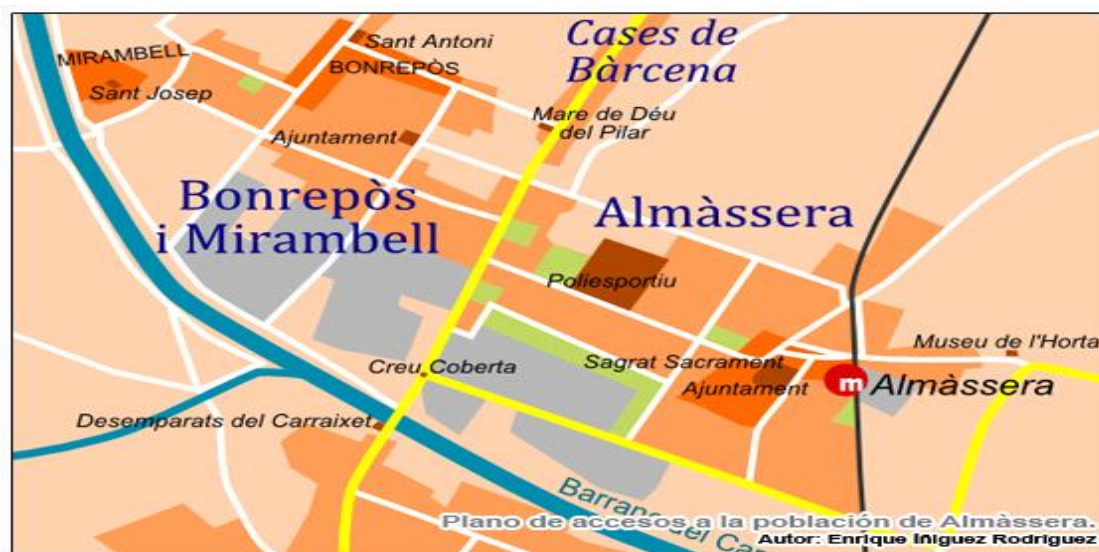 Sant Antoni
Cases de
Bàrcena
MIRAMBELL
BONREPÒS
Sant Josep
Mare de Déu
del Pilar
Ajuntament
Bonrepòs
i Mirambell
Almàssera
Poliesportiu
Museu de l'Horta
Creu Coberta
Sagrat Sacrament
Ajuntament
m Almàssera
Desemparats del Carraixet
Barranc del
Plano de accesos a la población de Almàssera.
Autor: Enrique Iñiguez Rodriguez